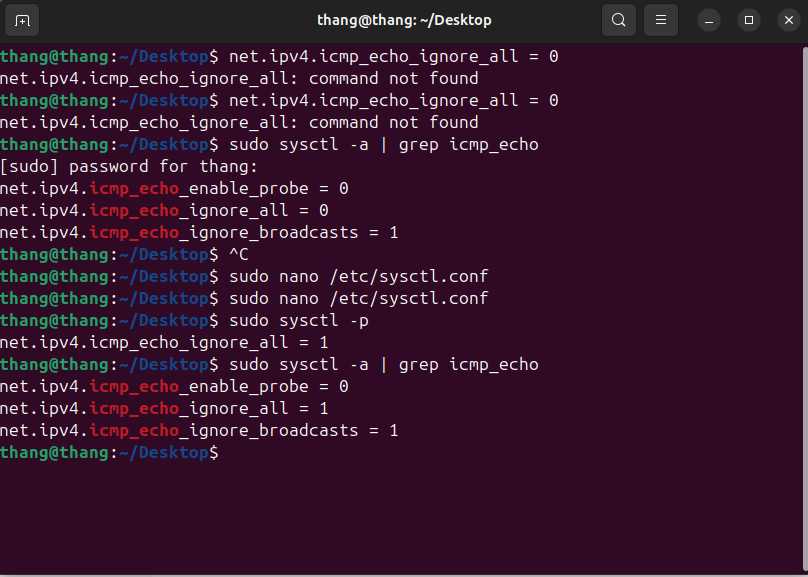 thang@thang: ~/Desktop
thang@thang:~/Desktop$ net.ipv4.icmp_echo_ignore_all = 0
net.ipv4.icmp_echo_ignore_all: command not found
thang@thang:~/Desktop$ net.ipv4.icmp_echo_ignore_all = 0
net.ipv4.icmp_echo_ignore_all: command not found
thang@thang:~/Desktop$ sudo sysctl -a | grep icmp_echo
[sudo] password for thang:
net.ipv4.icmp_echo_enable_probe = 0
net.ipv4.icmp_echo_ignore_all = 0
net.ipv4.icmp_echo_ignore_broadcasts = 1
thang@thang:~/Desktop$ ^C
thang@thang:~/Desktop$ sudo nano /etc/sysctl.conf
thang@thang:~/Desktop$ sudo nano /etc/sysctl.conf
thang@thang:~/Desktop$ sudo sysctl -p
net.ipv4.icmp_echo_ignore_all = 1
thang@thang:~/Desktop$ sudo sysctl -a | grep icmp_echo
net.ipv4.icmp_echo_enable_probe = 0
net.ipv4.icmp_echo_ignore_all = 1
net.ipv4.icmp_echo_ignore_broadcasts = 1
thang@thang:~/Desktop$